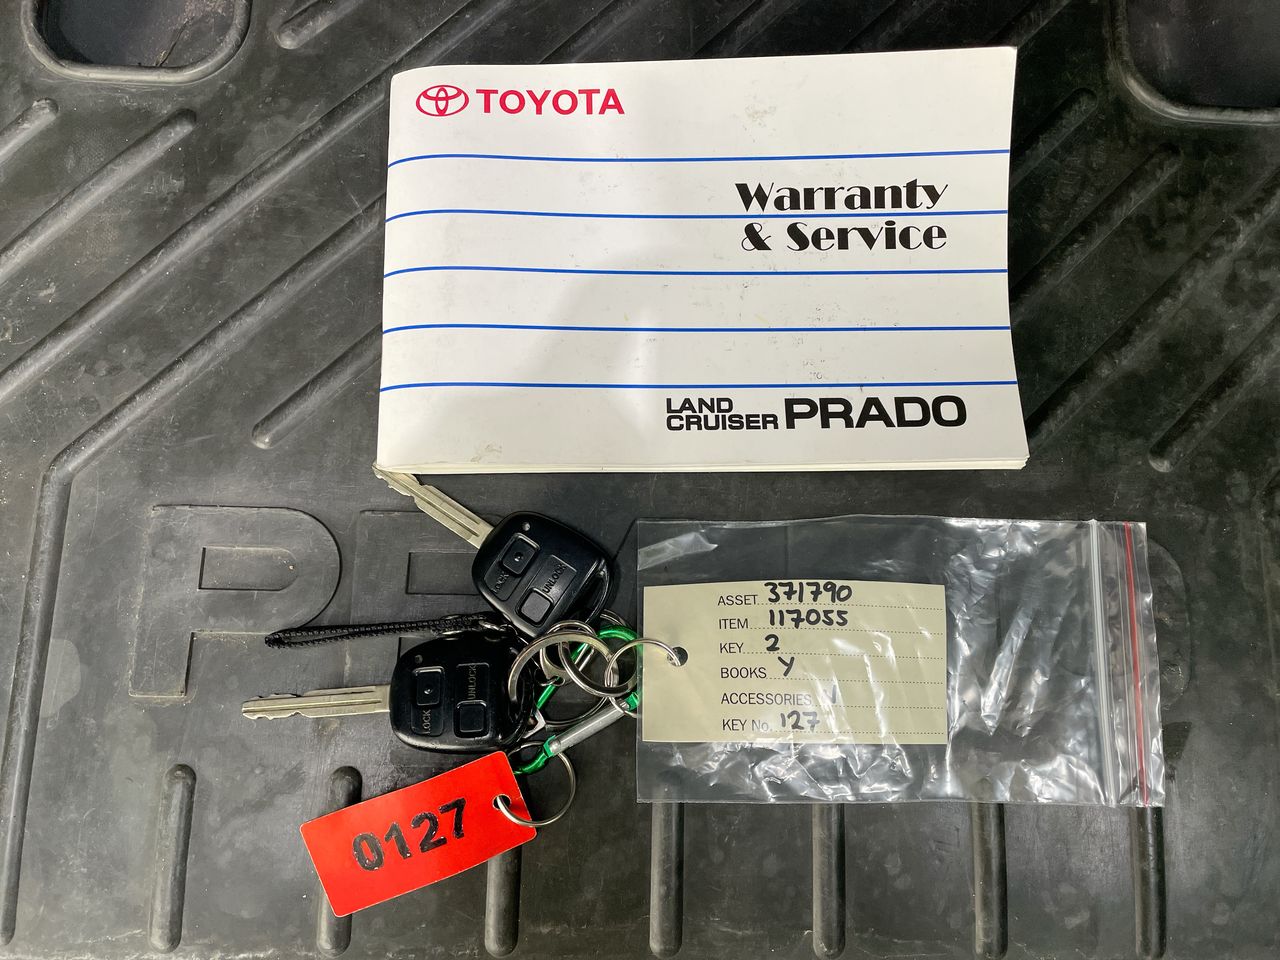 TOYOTA
Warranty
& Service
LAND CRUISER PRADO
LOCK UNLOCK
LOCK UNLOCK
0127
ASSET 371790
ITEM 117055
KEY 2
BOOKS Y
ACCESSORIES Y
KEY No. 127